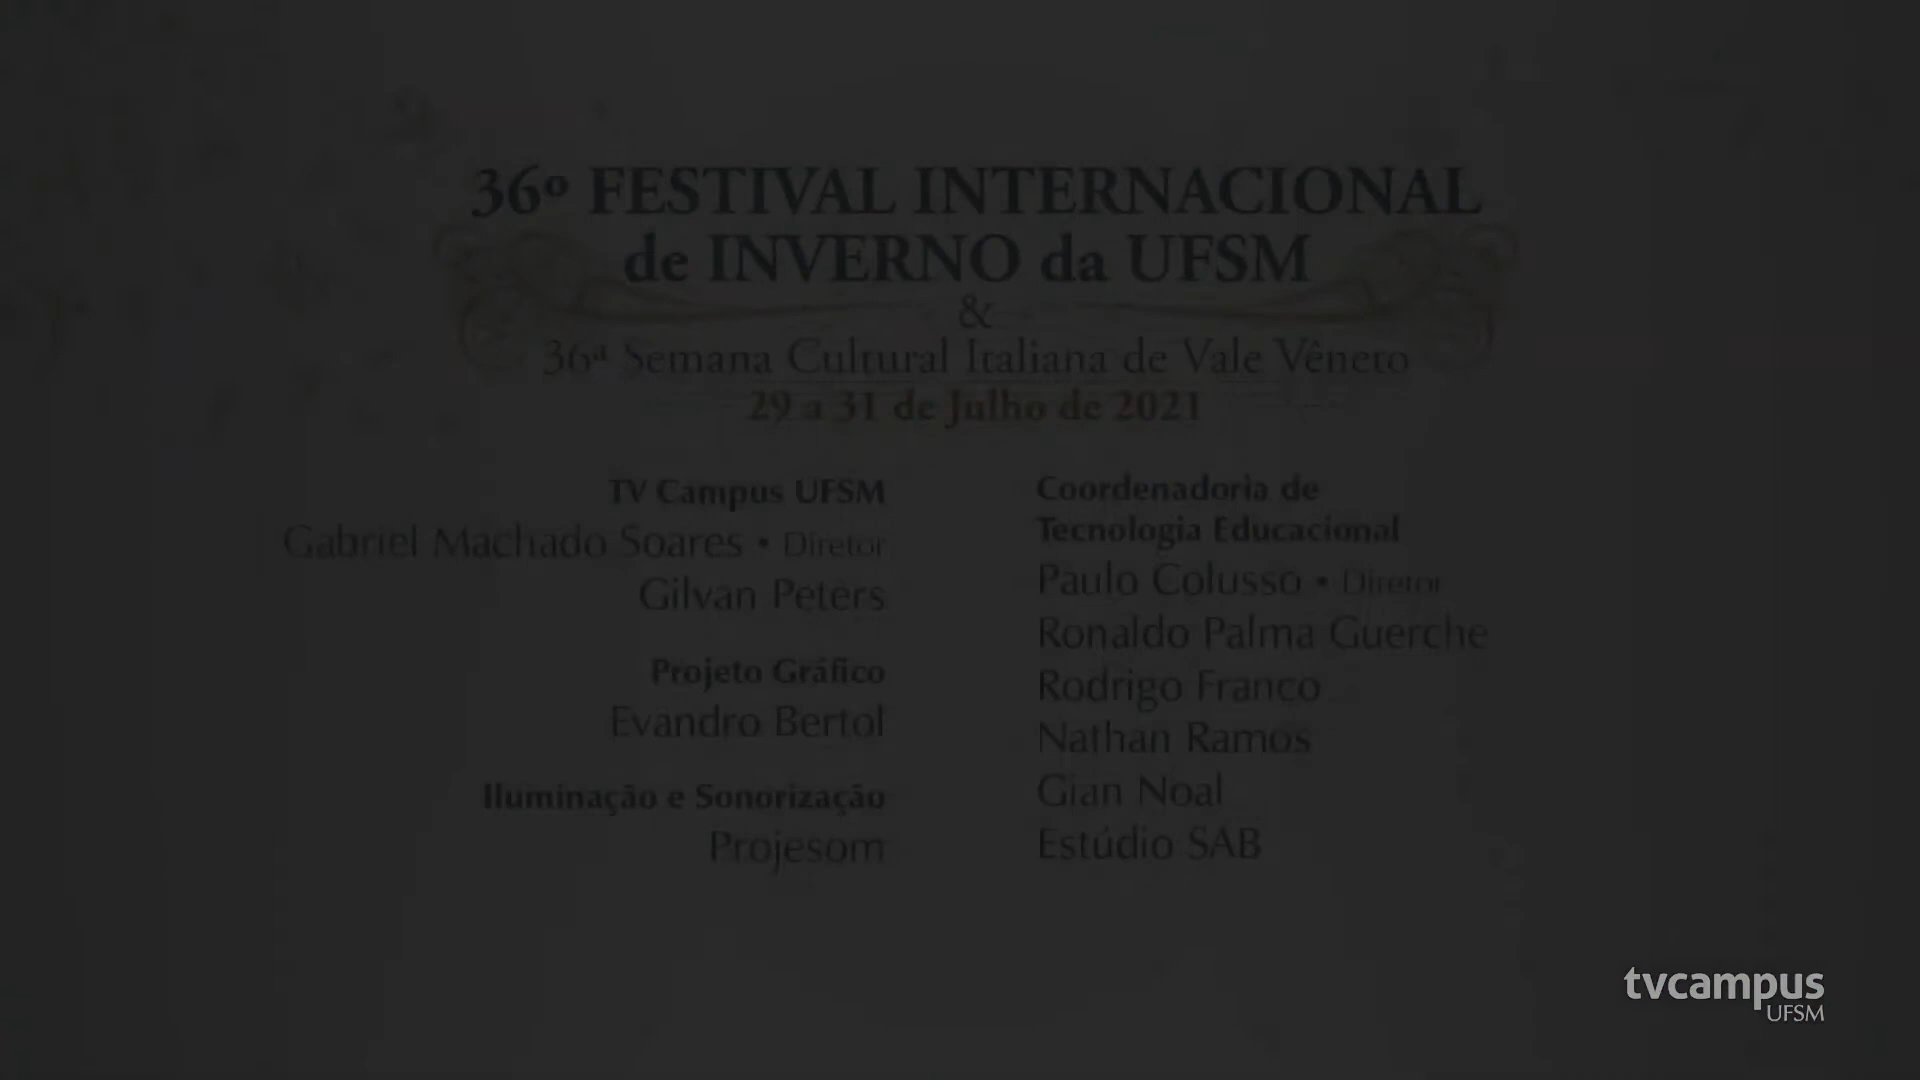 36º FESTIVAL INTERNACIONAL
de INVERNO da UFSM
&
36ª Semana Cultural Italiana de Vale Vêneto
29 a 31 de Julho de 2021
TV Campus UFSM
Gabriel Machado Soares • Diretor
Gilvan Peters
Projeto Gráfico
Evandro Bertol
Iluminação e Sonorização
Projesom
Coordenadoria de
Tecnologia Educacional
Paulo Colusso • Diretor
Ronaldo Palma Guerche
Rodrigo Franco
Nathan Ramos
Gian Noal
Estúdio SAB
tvcampus
UFSM